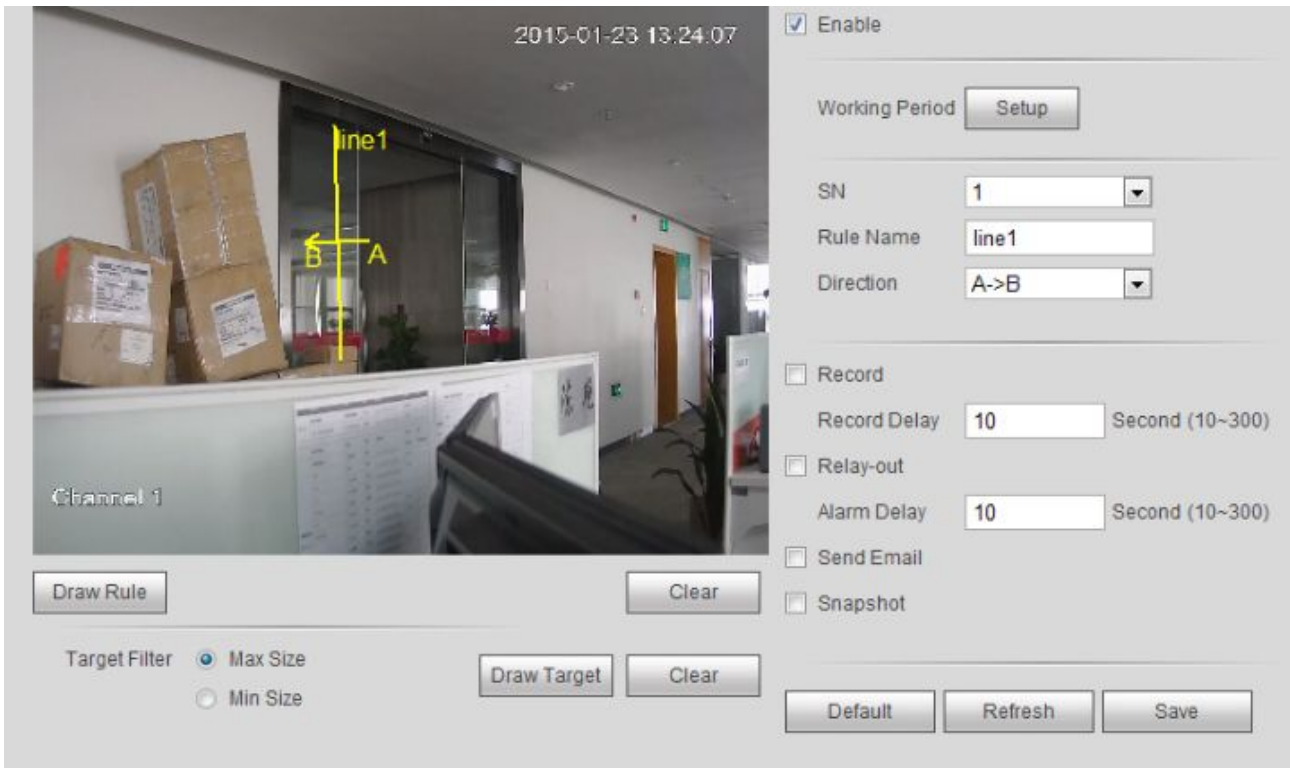 2015-01-23 13:24:07
line1
B
A
Channel 1
Draw Rule
Clear
Target Filter
Max Size
Min Size
Draw Target
Clear
Enable
Working Period
Setup
SN
1
Rule Name
line1
Direction
A->B
Record
Record Delay
10
Second (10~300)
Relay-out
Alarm Delay
10
Second (10~300)
Send Email
Snapshot
Default
Refresh
Save